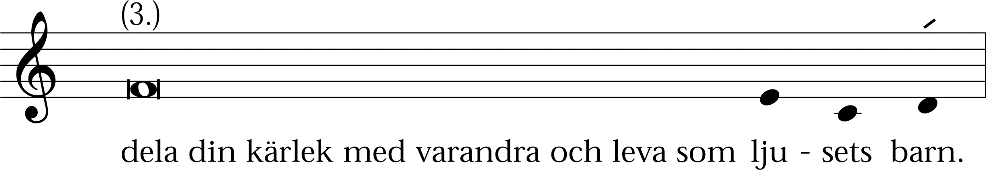 (3.)
dela din kärlek med varandra och leva som lju - sets barn.